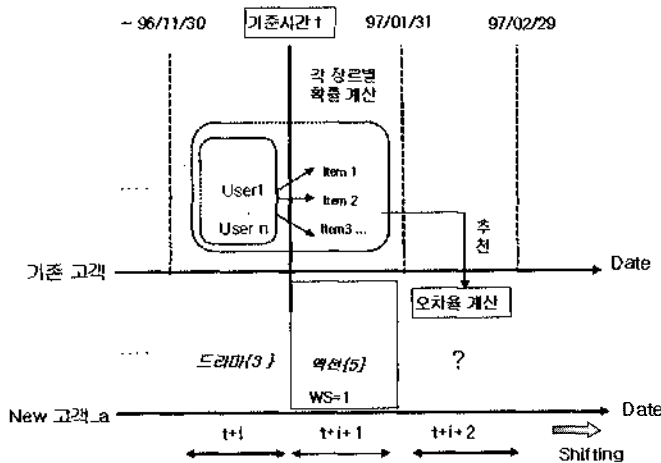 ~ 96/11/30
기준시간 t
97/01/31
97/02/29
각 장르별
확률 계산
User1
User n
Item 1
Item 2
Item3 ...
추천
Date
기존 고객
오차율 계산
드라마{3}
액션{5}
?
WS=1
New 고객_a
Date
t+i
t+i+1
t+i+2
Shifting